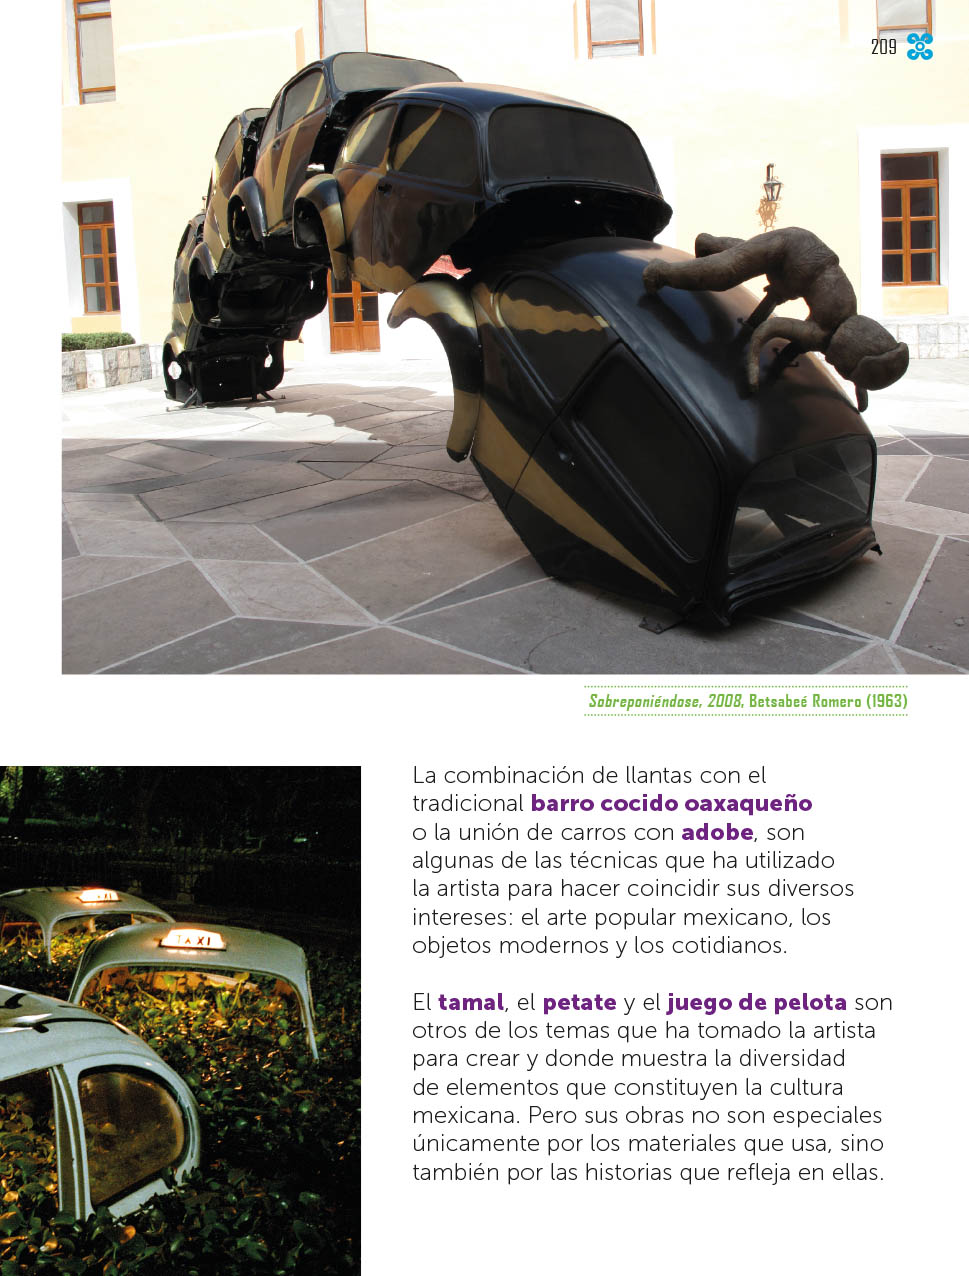 209
Sobreponiéndose, 2008, Betsabeé Romero (1963)
TAXI
TAXI
La combinación de llantas con el
tradicional barro cocido oaxaqueño
o la unión de carros con adobe, son
algunas de las técnicas que ha utilizado
la artista para hacer coincidir sus diversos
intereses: el arte popular mexicano, los
objetos modernos y los cotidianos.
El tamal, el petate y el juego de pelota son
otros de los temas que ha tomado la artista
para crear y donde muestra la diversidad
de elementos que constituyen la cultura
mexicana. Pero sus obras no son especiales
únicamente por los materiales que usa, sino
también por las historias que refleja en ellas.